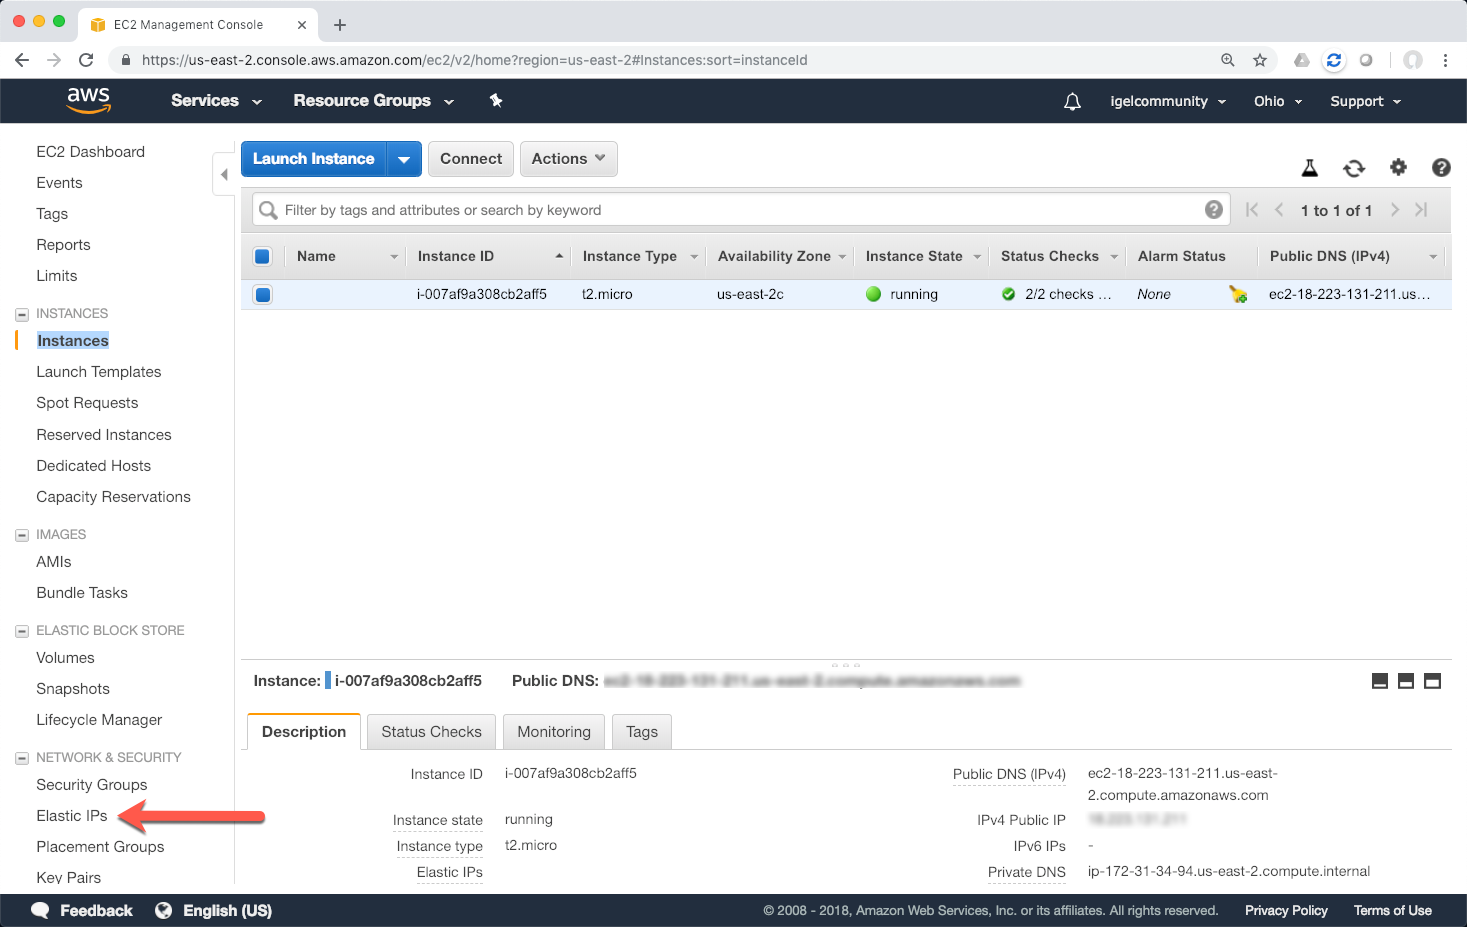 EC2 Management Console
https://us-east-2.console.aws.amazon.com/ec2/v2/home?region=us-east-2#Instances:sort=instanceId
aws Services Resource Groups igelcommunity Ohio Support
EC2 Dashboard
Events
Tags
Reports
Limits
INSTANCES
Instances
Launch Templates
Spot Requests
Reserved Instances
Dedicated Hosts
Capacity Reservations
IMAGES
AMIs
Bundle Tasks
ELASTIC BLOCK STORE
Volumes
Snapshots
Lifecycle Manager
NETWORK & SECURITY
Security Groups
Elastic IPs
Placement Groups
Key Pairs
Launch Instance Connect Actions
Filter by tags and attributes or search by keyword 1 to 1 of 1
Name Instance ID Instance Type Availability Zone Instance State Status Checks Alarm Status Public DNS (IPv4)
i-007af9a308cb2aff5 t2.micro us-east-2c running 2/2 checks ... None ec2-18-223-131-211.us...
Instance: i-007af9a308cb2aff5 Public DNS:
Description Status Checks Monitoring Tags
Instance ID i-007af9a308cb2aff5
Instance state running
Instance type t2.micro
Elastic IPs
Public DNS (IPv4) ec2-18-223-131-211.us-east-
2.compute.amazonaws.com
IPv4 Public IP
IPv6 IPs -
Private DNS ip-172-31-34-94.us-east-2.compute.internal
Feedback English (US) © 2008 - 2018, Amazon Web Services, Inc. or its affiliates. All rights reserved. Privacy Policy Terms of Use